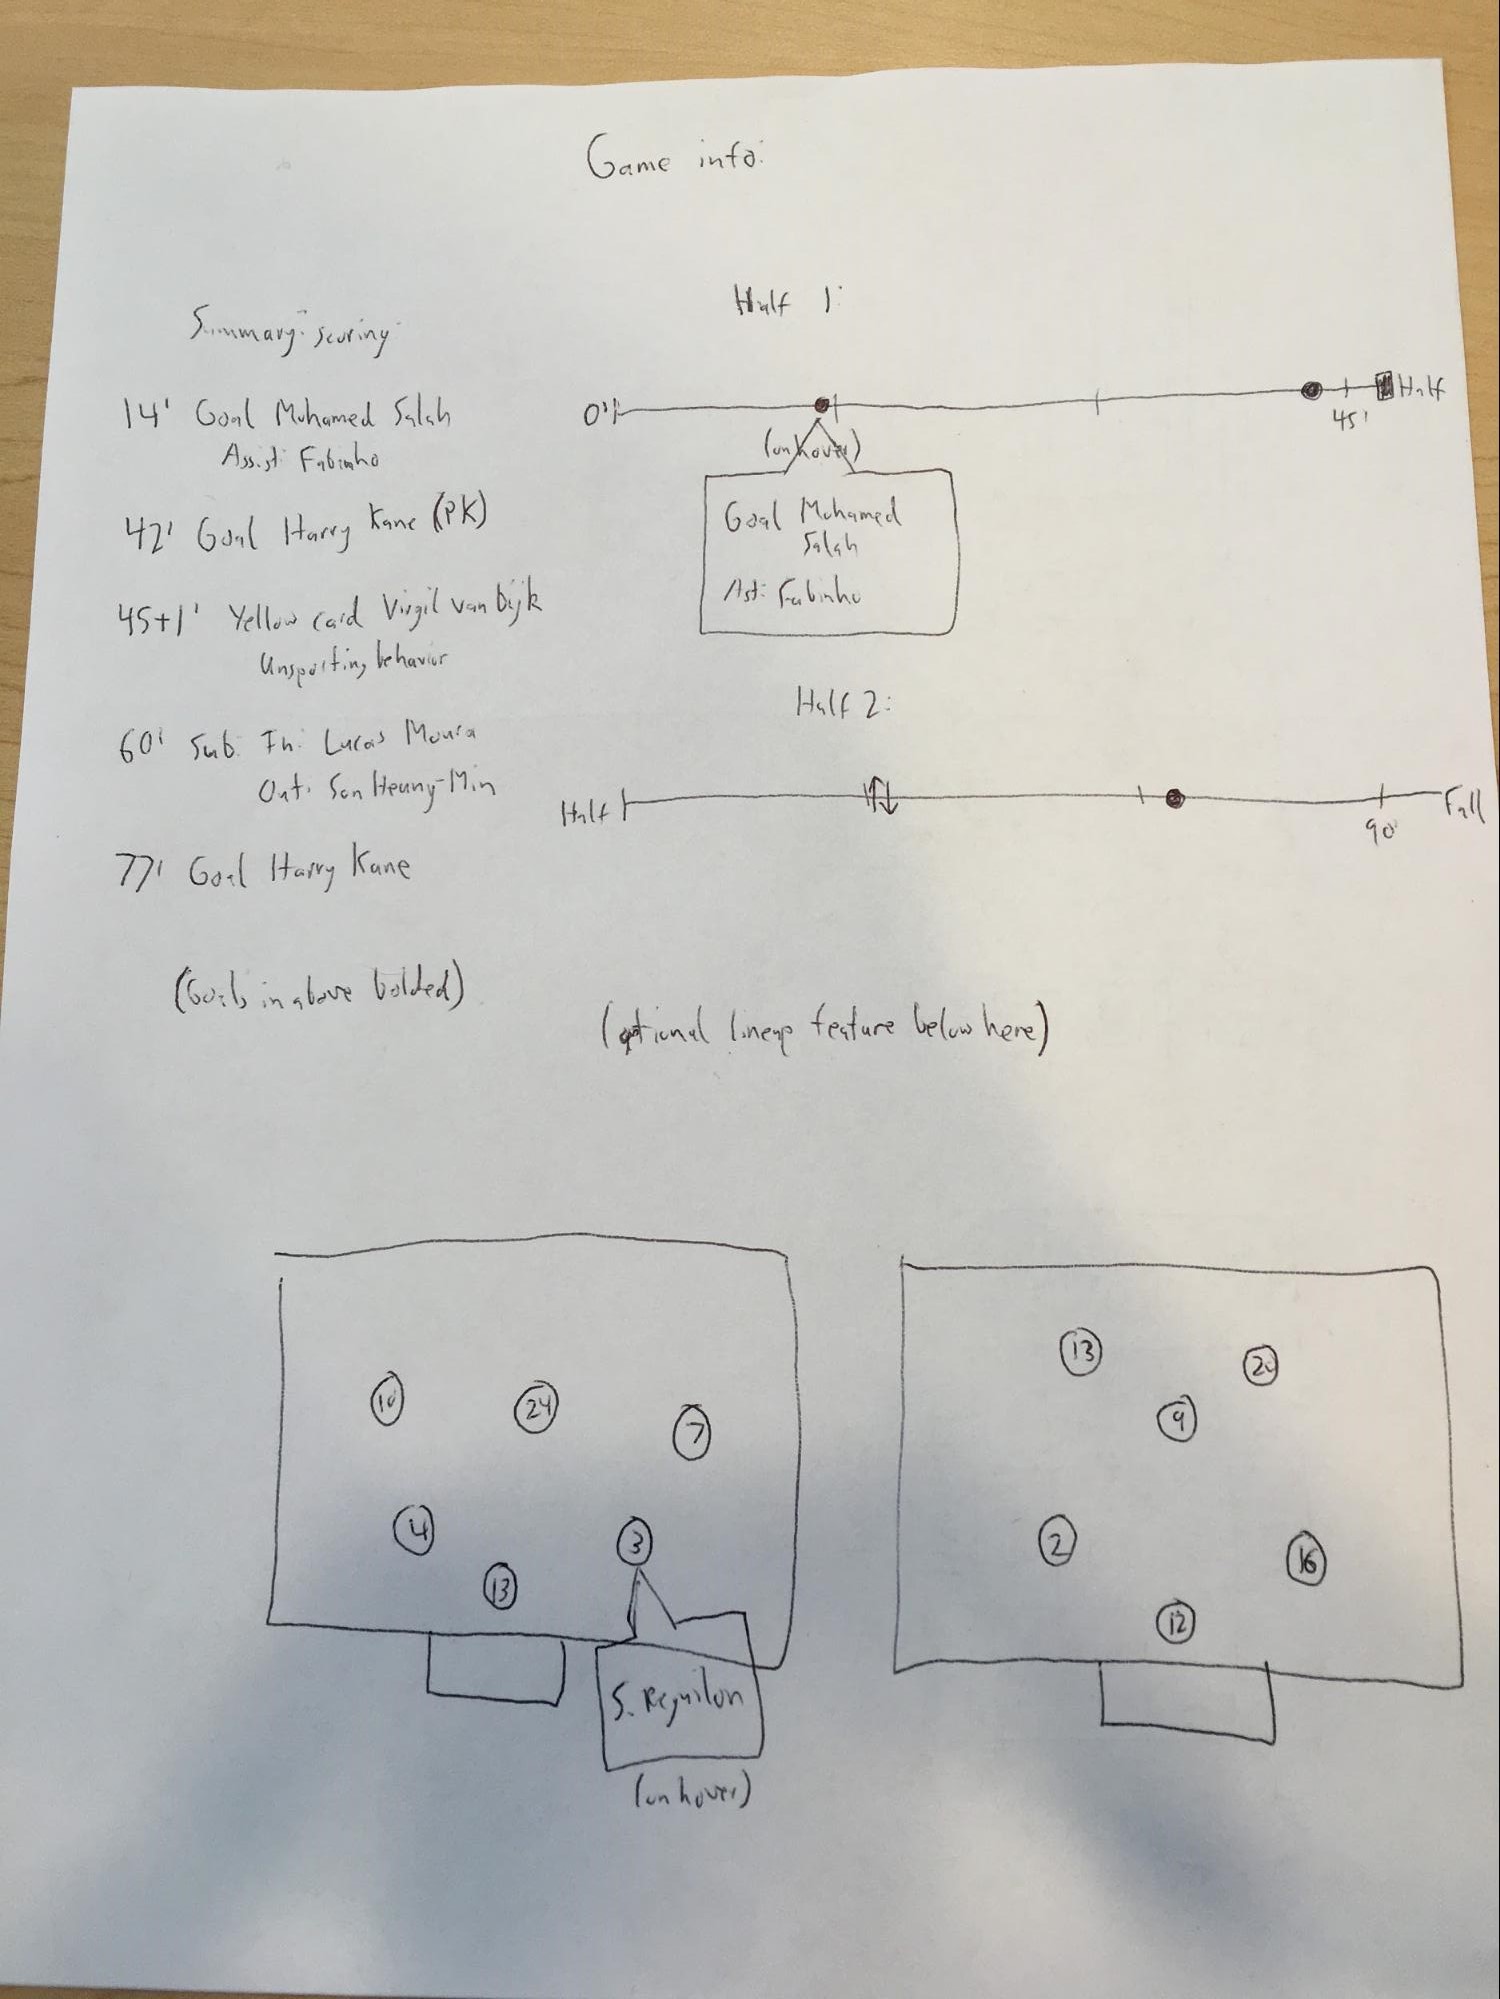 Game info:
Summary: scoring:
14' Goal Mohamed Salah
Assist: Fabinho
42' Goal Harry Kane (PK)
45+1' Yellow card Virgil van Dijk
Unsporting behavior
60' Sub: In: Lucas Moura
Out: Son Heung-Min
77' Goal Harry Kane
(Goals in above bolded)
Half 1:
0'
Half
45'
(on hover)
Goal Mohamed
Salah
Ast: Fabinho
Half 2:
Half
Full
90'
(optional lineup feature below here)
10 24 7
4 3
13
S. Reguilon
(on hover)
13 20
9
2 16
12